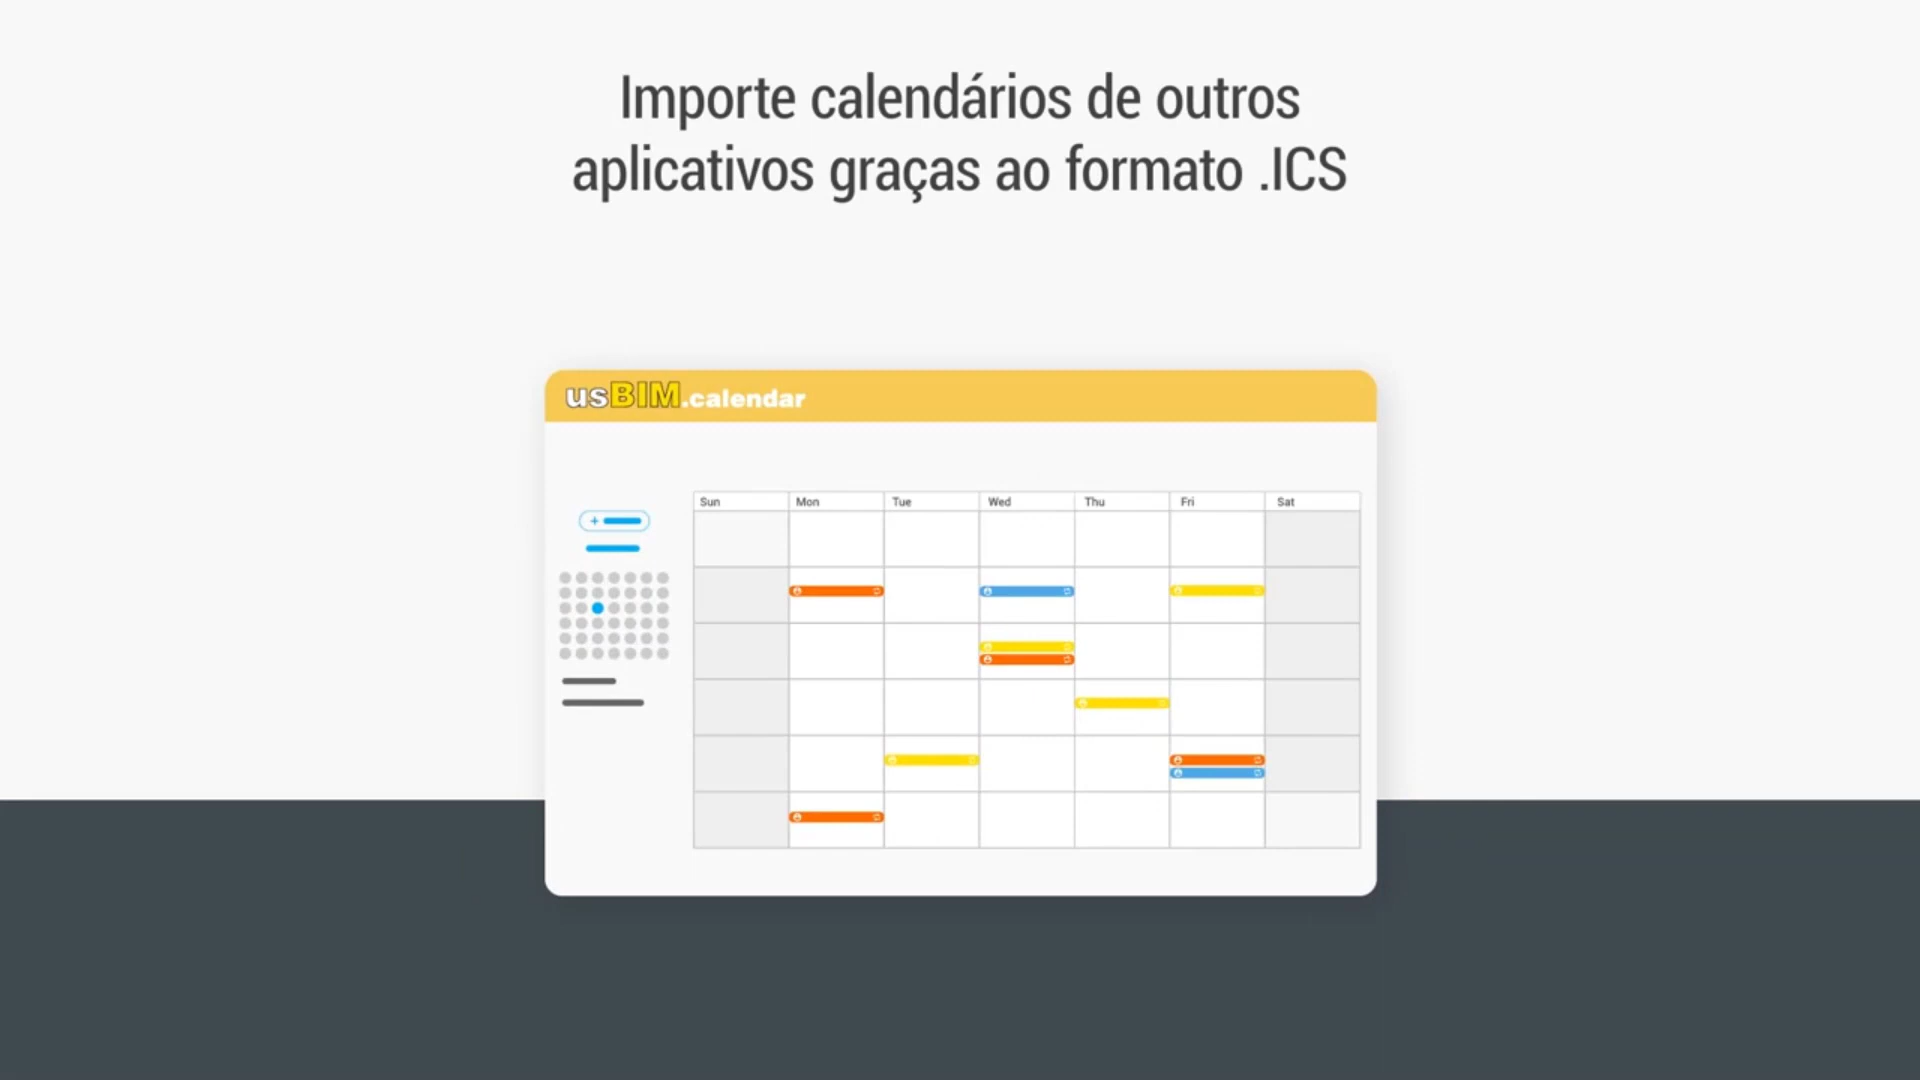 Importe calendários de outros
aplicativos graças ao formato .ICS
usBIM.calendar
Sun Mon Tue Wed Thu Fri Sat